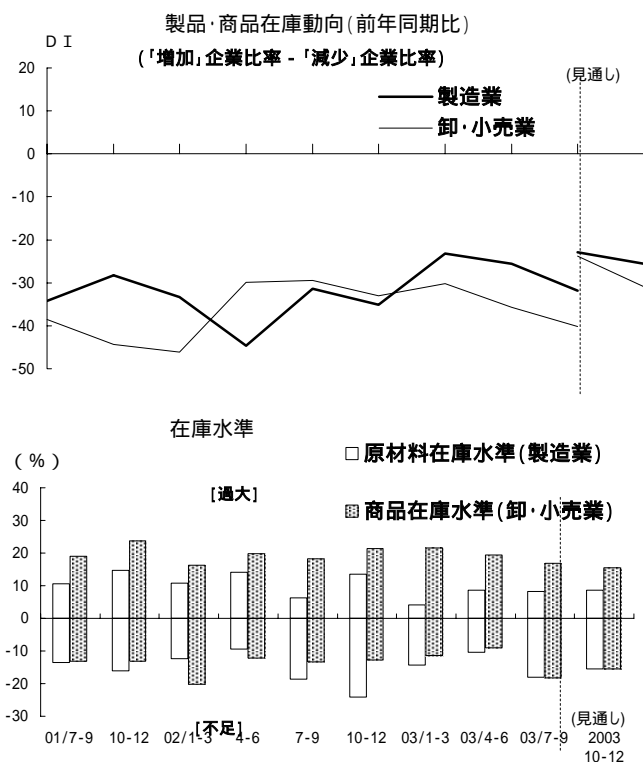 製品・商品在庫動向(前年同期比)
ＤＩ
(「増加」企業比率 - 「減少」企業比率)
(見通し)
製造業
卸・小売業
20
10
0
-10
-20
-30
-40
-50
在庫水準
(%)
原材料在庫水準(製造業)
[過大]
商品在庫水準(卸・小売業)
40
30
20
10
0
-10
-20
-30
[不足]
(見通し)
01/7-9 10-12 02/1-3 4-6 7-9 10-12 03/1-3 03/4-6 03/7-9 2003
10-12